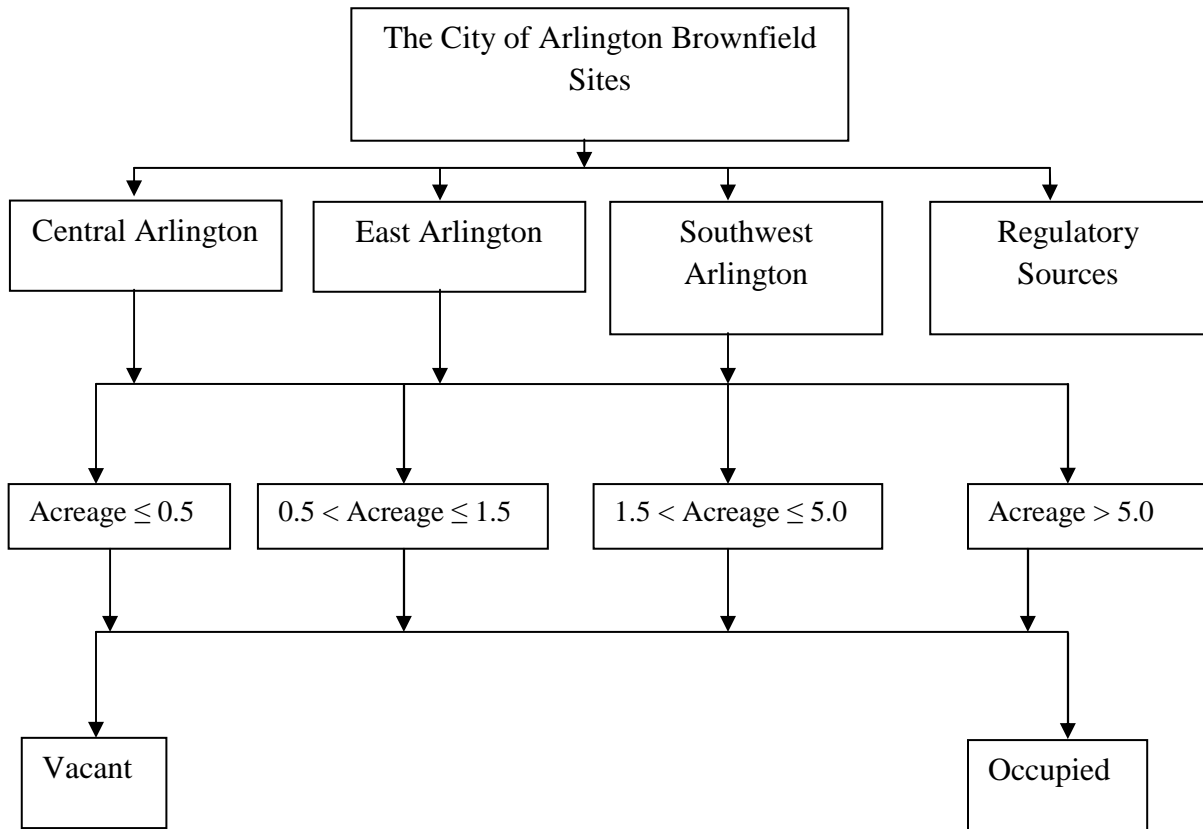 The City of Arlington Brownfield
Sites
Central Arlington
East Arlington
Southwest
Arlington
Regulatory
Sources
Acreage ≤ 0.5
0.5 < Acreage ≤ 1.5
1.5 < Acreage ≤ 5.0
Acreage > 5.0
Vacant
Occupied